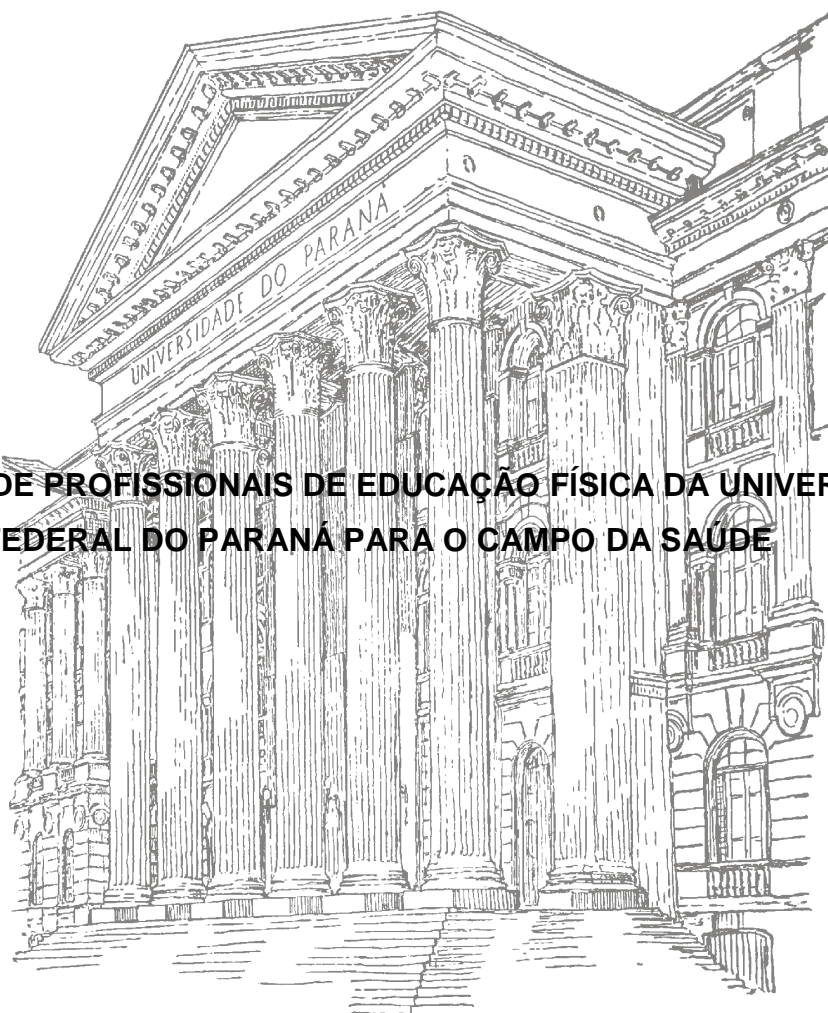 UNIVERSIDADE DO PARANÁ
DE PROFISSIONAIS DE EDUCAÇÃO FÍSICA DA UNIVER
EDERAL DO PARANÁ PARA O CAMPO DA SAÚDE